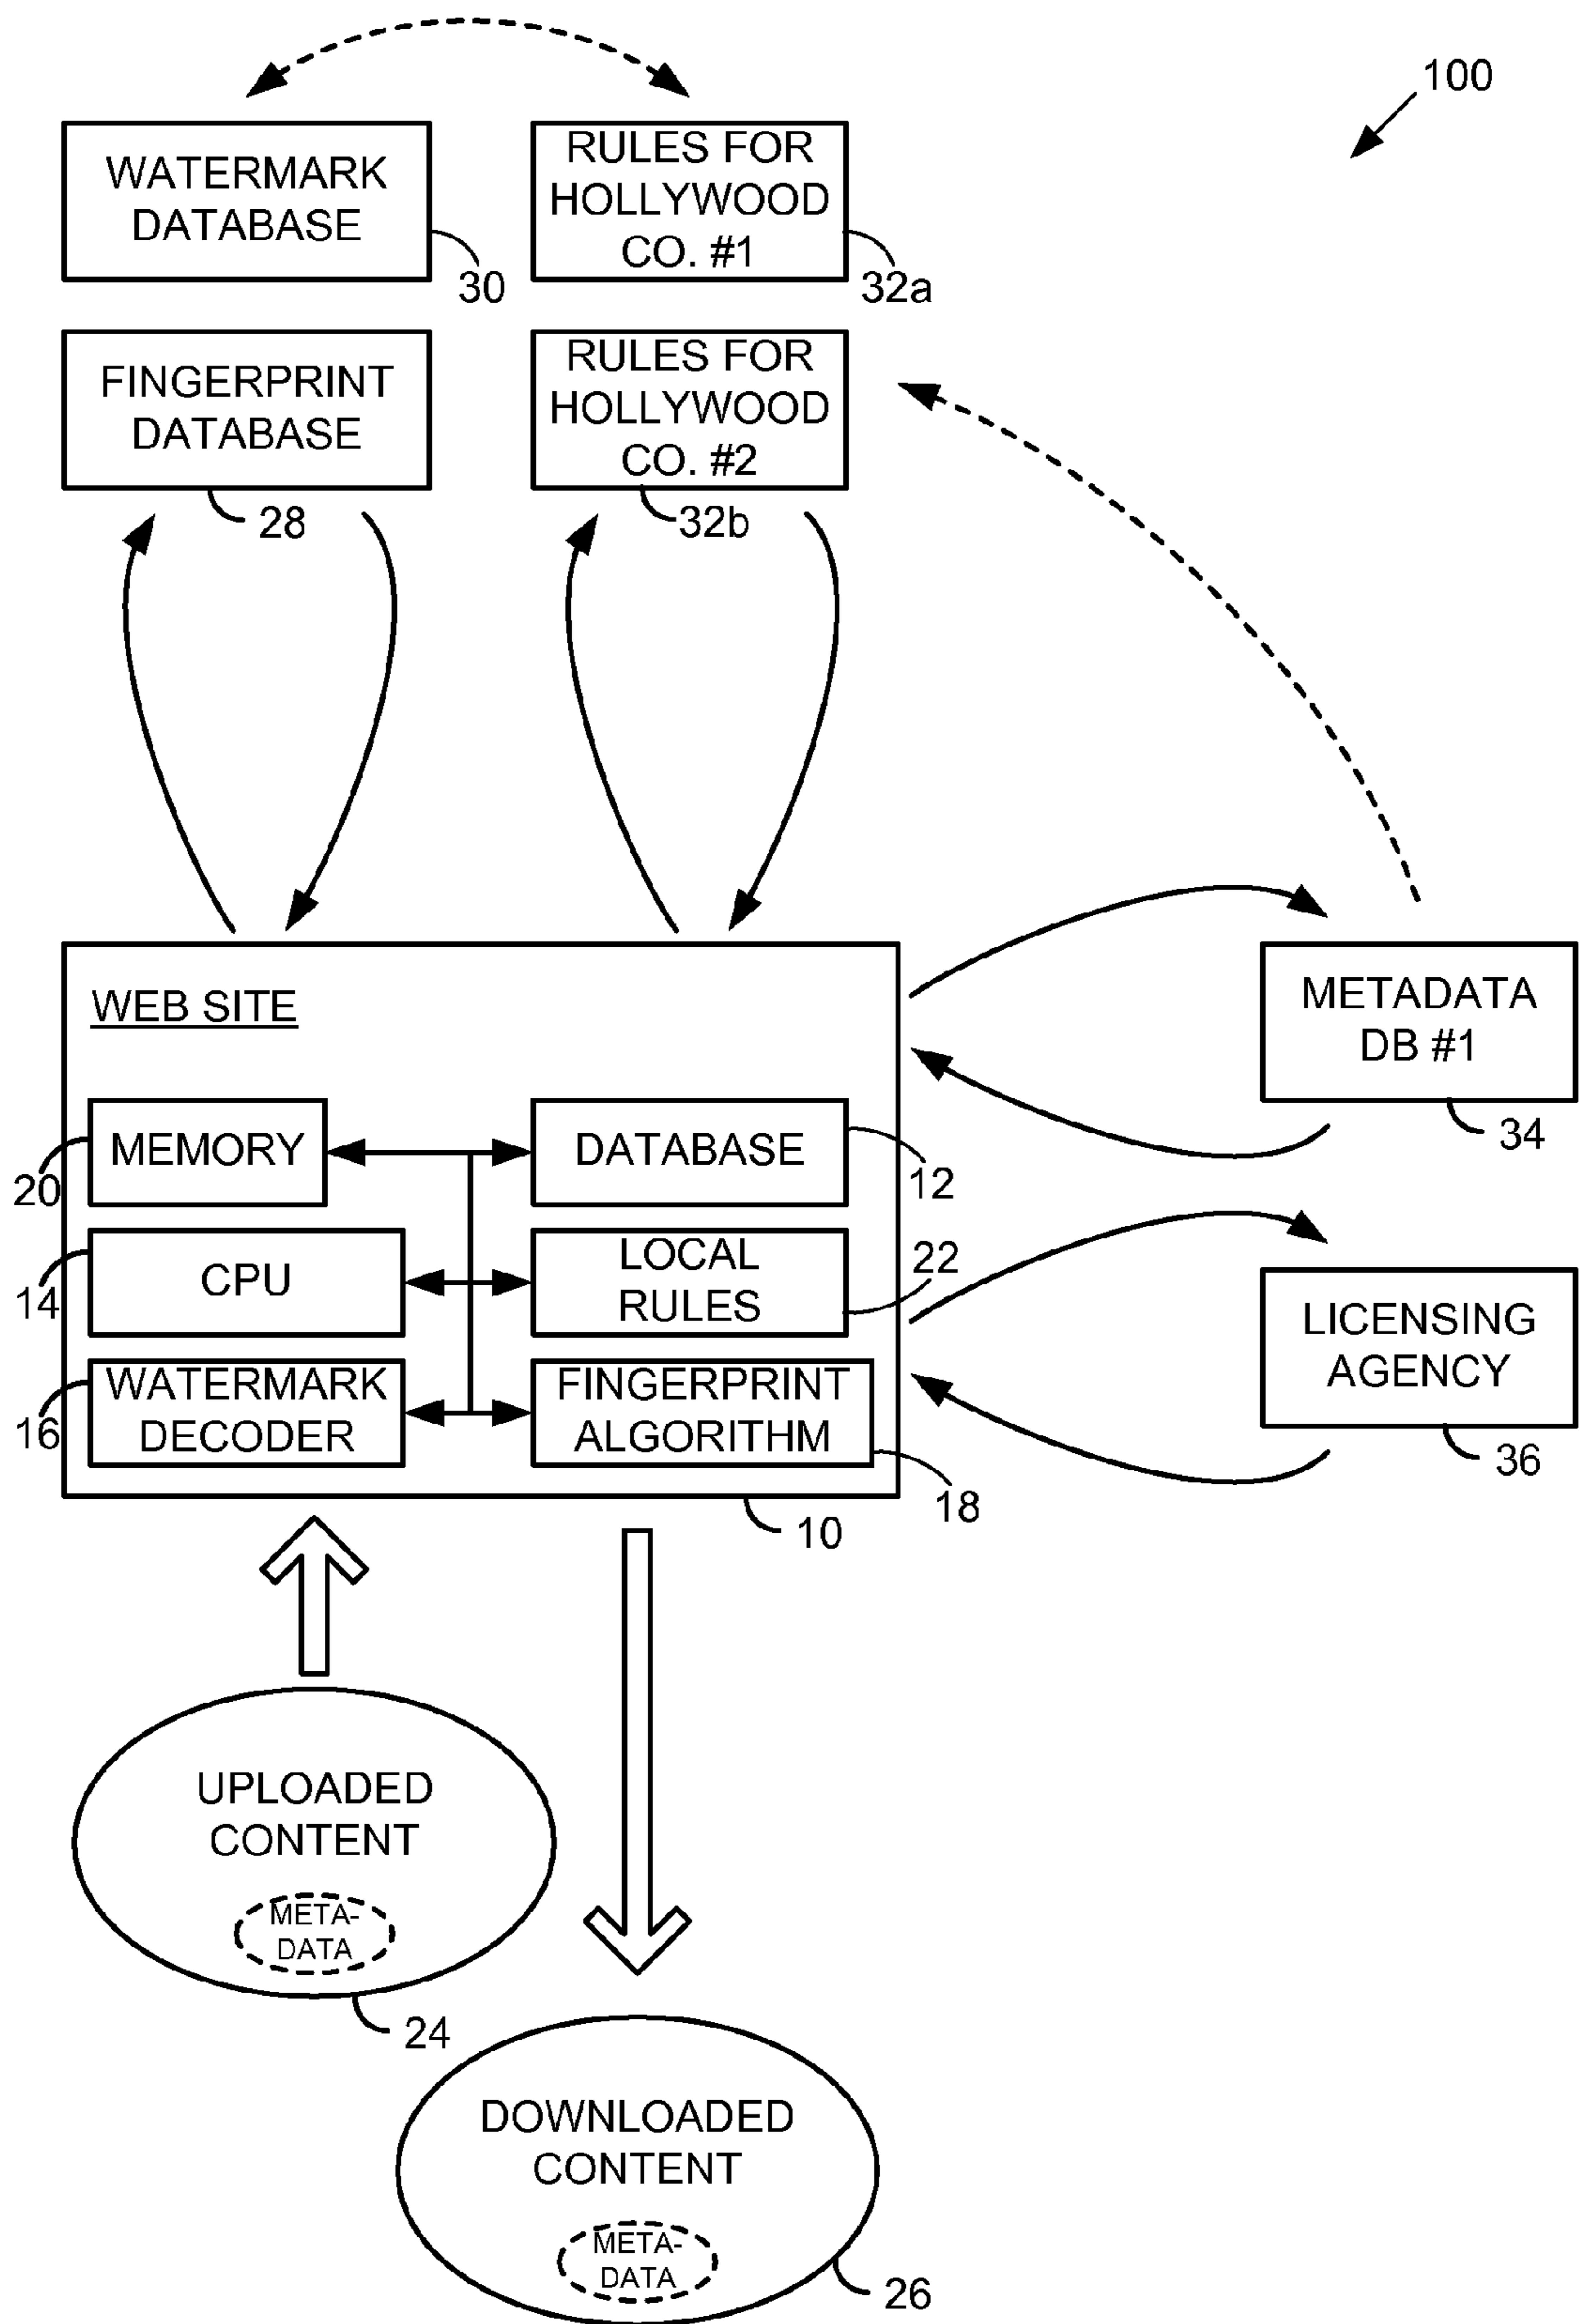 100
WATERMARK
DATABASE
30
RULES FOR
HOLLYWOOD
CO. #1
32a
FINGERPRINT
DATABASE
28
RULES FOR
HOLLYWOOD
CO. #2
32b
WEB SITE
MEMORY
20
DATABASE
12
CPU
14
LOCAL
RULES
22
WATERMARK
DECODER
16
FINGERPRINT
ALGORITHM
18
10
METADATA
DB #1
34
LICENSING
AGENCY
36
UPLOADED
CONTENT
META-
DATA
24
DOWNLOADED
CONTENT
META-
DATA
26